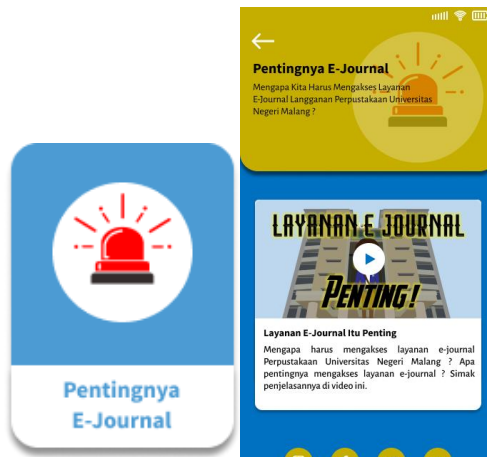 Pentingnya
E-Journal
Pentingnya E-Journal
Mengapa Kita Harus Mengakses Layanan
E-Journal Langganan Perpustakaan Universitas
Negeri Malang ?
LAYANAN E JOURNAL
PENTING!
Layanan E-Journal Itu Penting
Mengapa harus mengakses layanan e-journal
Perpustakaan Universitas Negeri Malang ? Apa
pentingnya mengakses layanan e-journal ? Simak
penjelasannya di video ini.